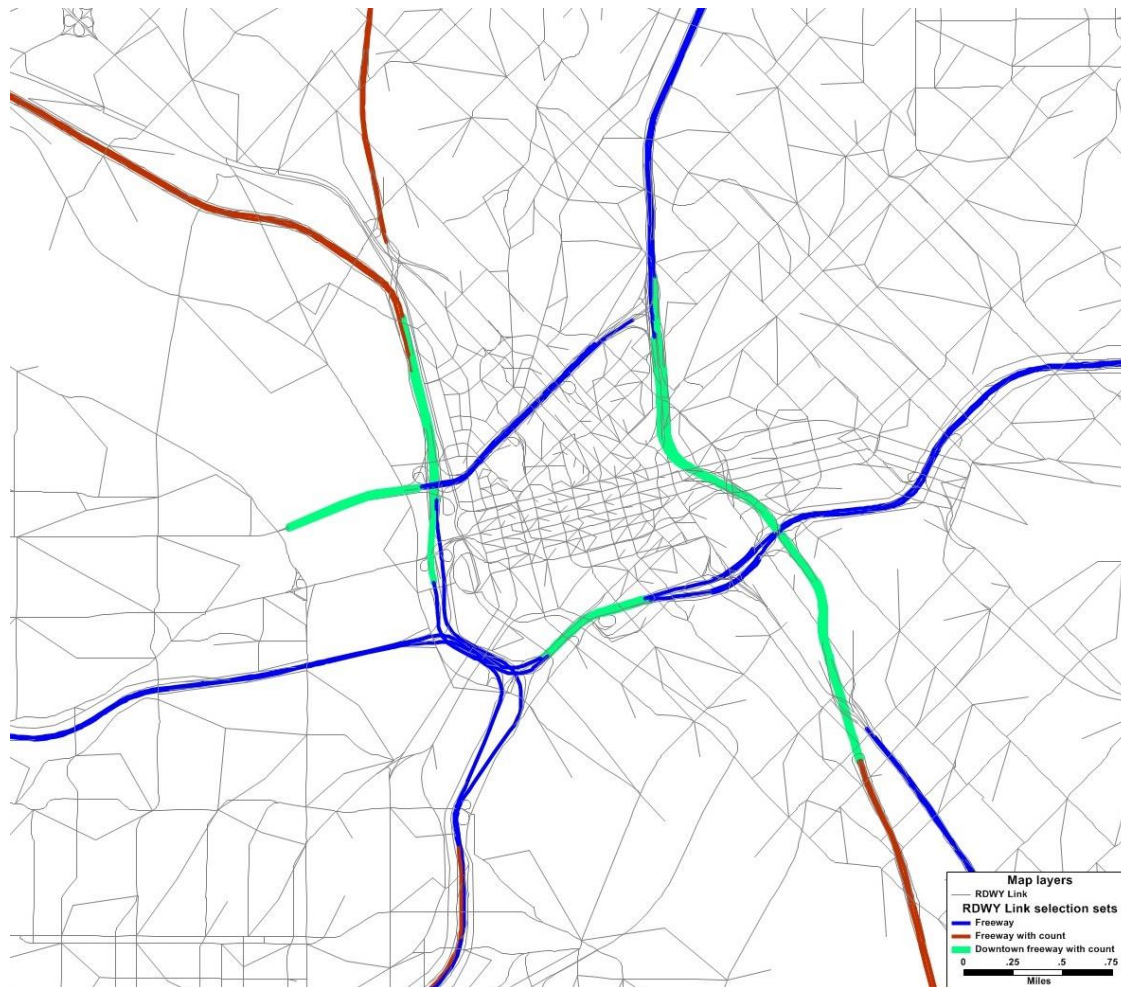 Map layers
RDWY Link
RDWY Link selection sets
Freeway
Freeway with count
Downtown freeway with count
0 .25 .5 .75
Miles